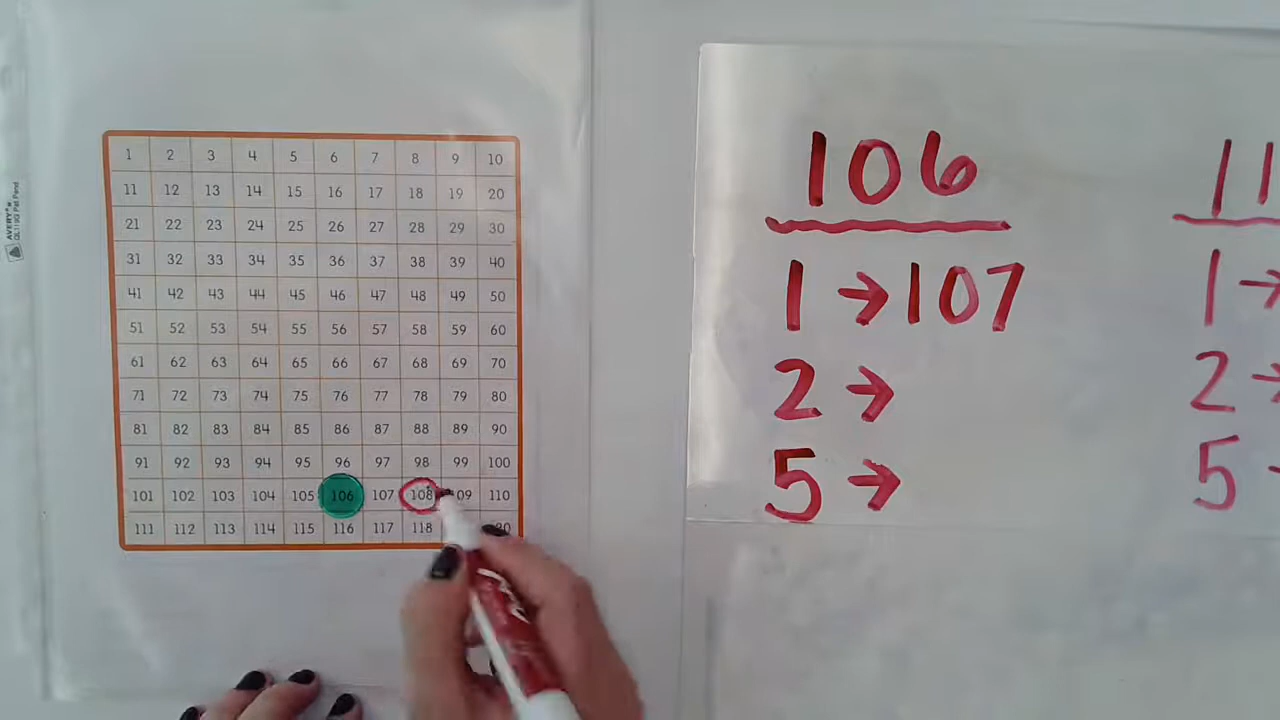 AVERY
1 2 3 4 5 6 7 8 9 10
11 12 13 14 15 16 17 18 19 20
21 22 23 24 25 26 27 28 29 30
31 32 33 34 35 36 37 38 39 40
41 42 43 44 45 46 47 48 49 50
51 52 53 54 55 56 57 58 59 60
61 62 63 64 65 66 67 68 69 70
71 72 73 74 75 76 77 78 79 80
81 82 83 84 85 86 87 88 89 90
91 92 93 94 95 96 97 98 99 100
101 102 103 104 105 106 107 108 109 110
111 112 113 114 115 116 117 118
106
1 → 107
2 →
5 →
11
1 →
2 →
5